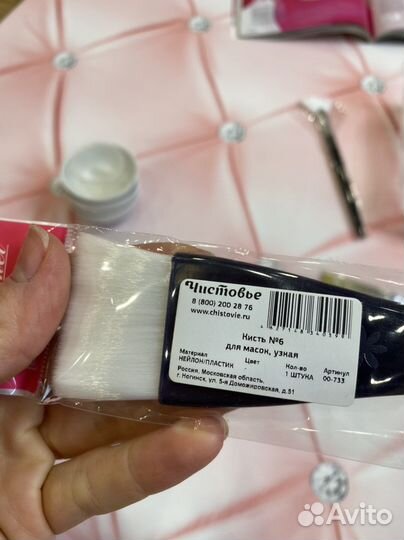 Чистовье
8 (800) 200 28 76
www.chistovie.ru
Кисть №6
для масок, узкая
Материал Цвет: Кол-во Артикул
НЕЙЛОН/ПЛАСТИК - 1 ШТУКА 00-733
Россия, Московская область,
г. Ногинск, ул. 5-я Доможировская, д.51
Avito